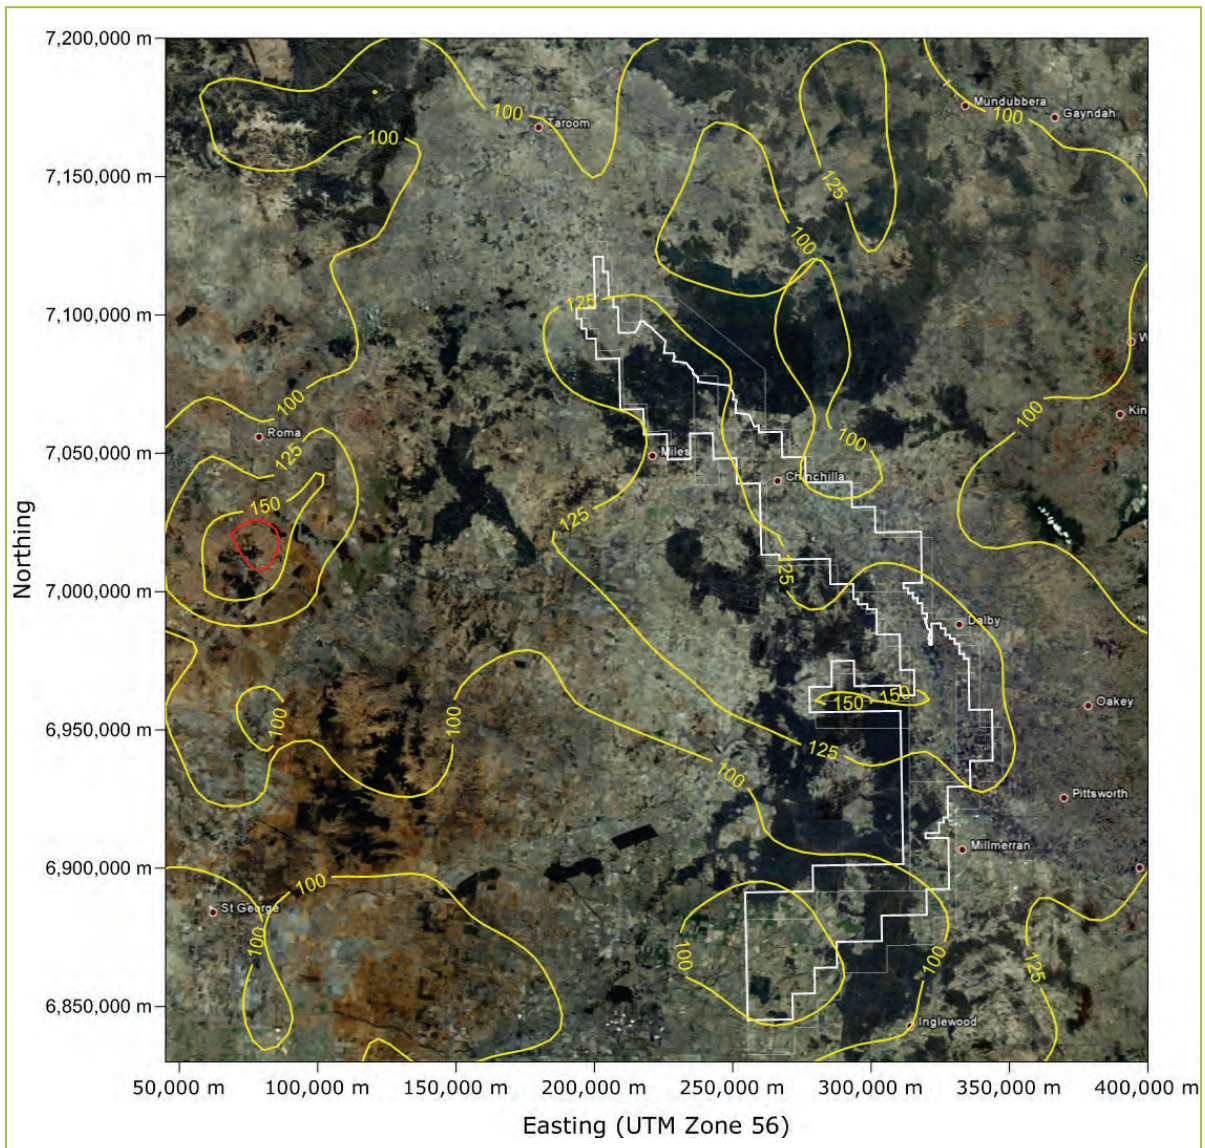 7,200,000 m
Mundubbera
100
Gayndah
100
Taroom
100
7,150,000 m
125
100
125
7,100,000 m
W
100
100
Kin
Roma
100
125
7,050,000 m
Miles
Chinchilla
150
125
Northing
125
7,000,000 m
Dalby
150
150
Oakey
100
100
6,950,000 m
125
100
Pittsworth
Millmerran
6,900,000 m
100
St George
100
100
100
125
6,850,000 m
Inglewood
50,000 m
100,000 m
150,000 m
200,000 m
250,000 m
300,000 m
350,000 m
400,000 m
Easting (UTM Zone 56)